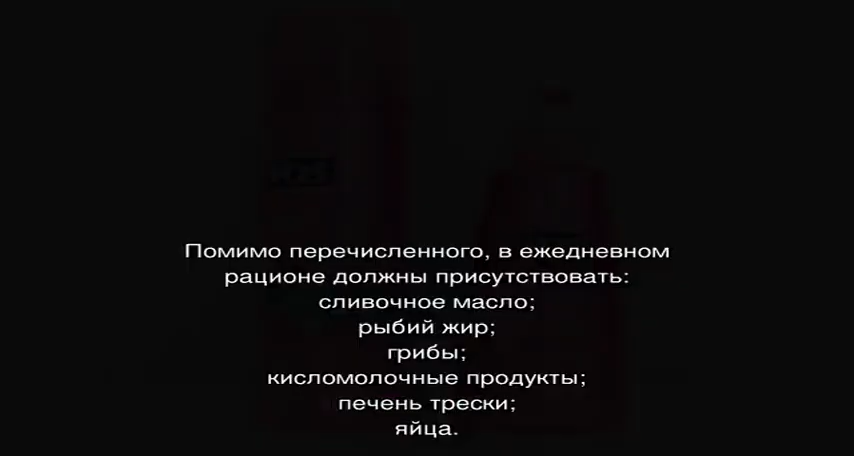 Помимо перечисленного, в ежедневном
рационе должны присутствовать:
сливочное масло;
рыбий жир;
грибы;
кисломолочные продукты;
печень трески;
яйца.